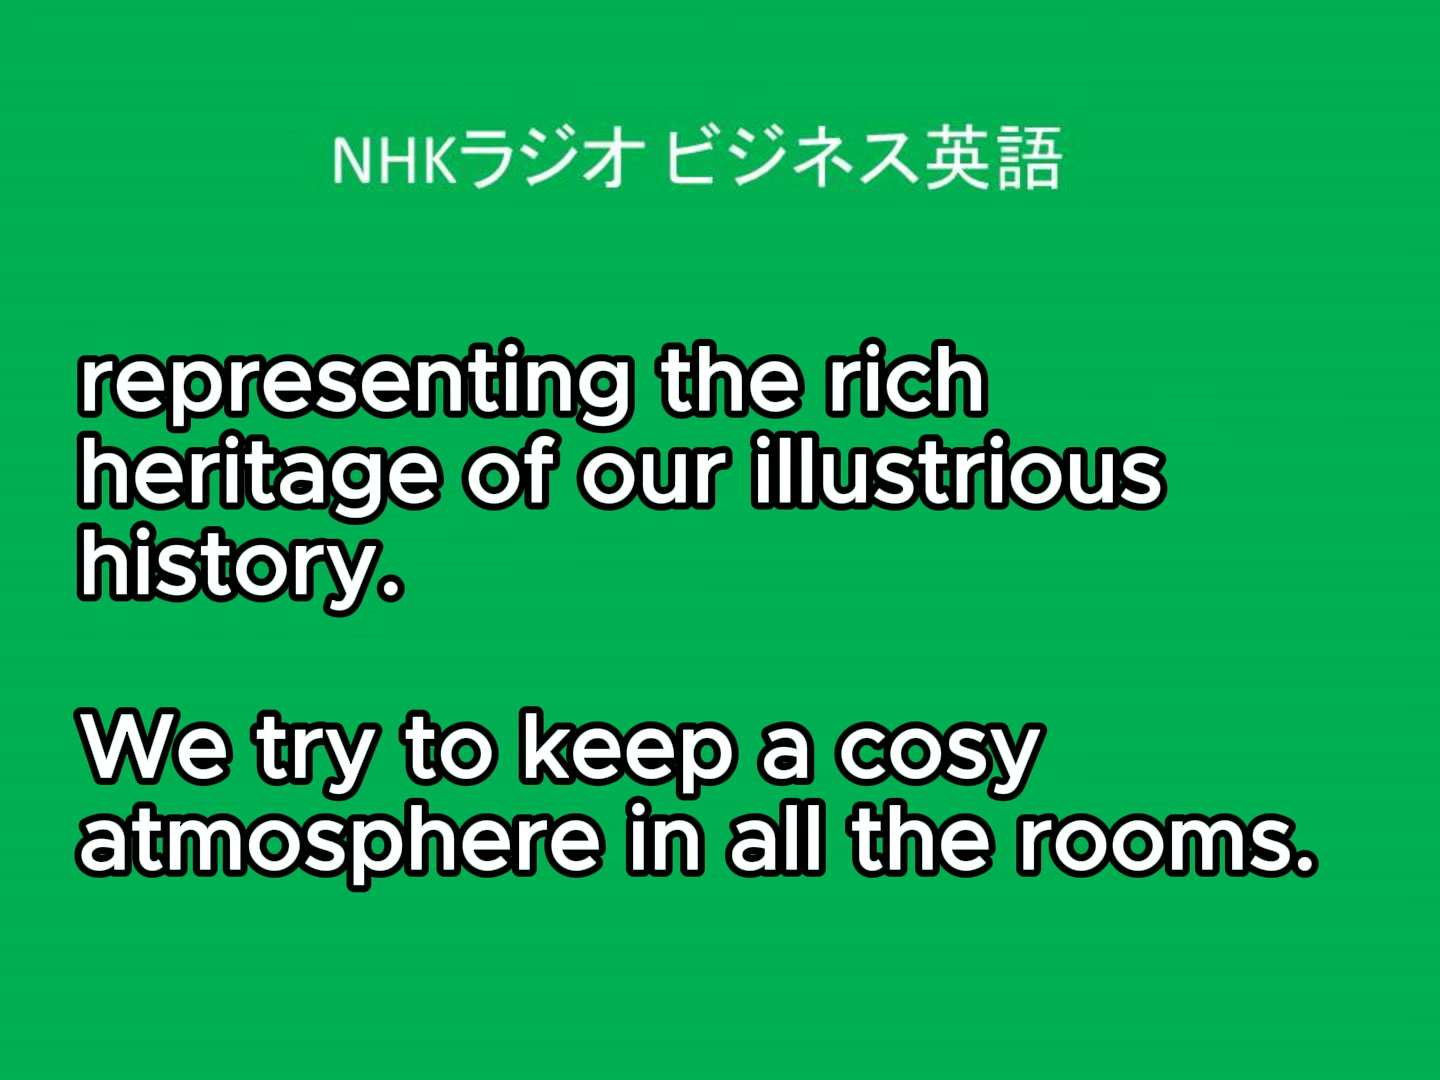 NHKラジオ ビジネス英語
representing the rich
heritage of our illustrious
history.
We try to keep a cosy
atmosphere in all the rooms.